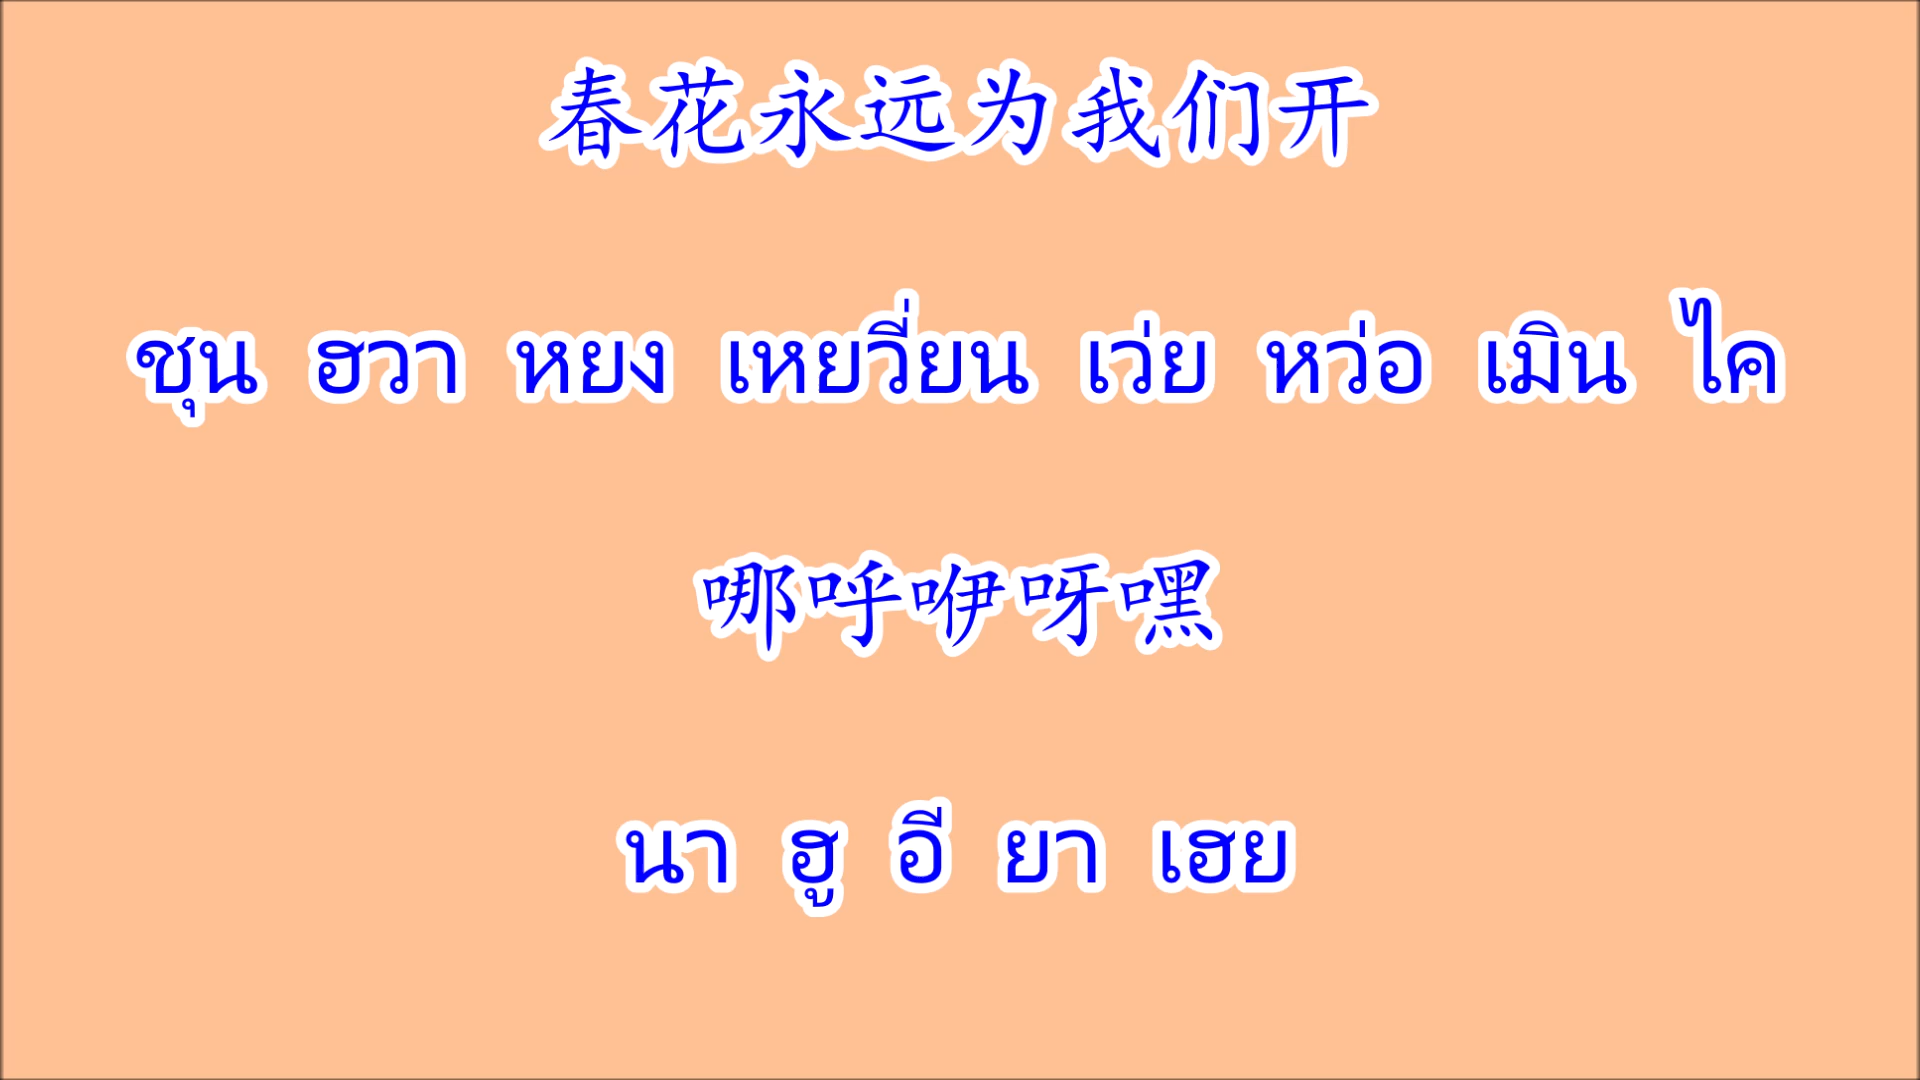 春花永远为我们开
ชุน ฮวา หยง เหยวี่ยน เว่ย หว่อ เมิน ไค
哪呼咿呀嘿
นา ฮู อี ยา เฮย